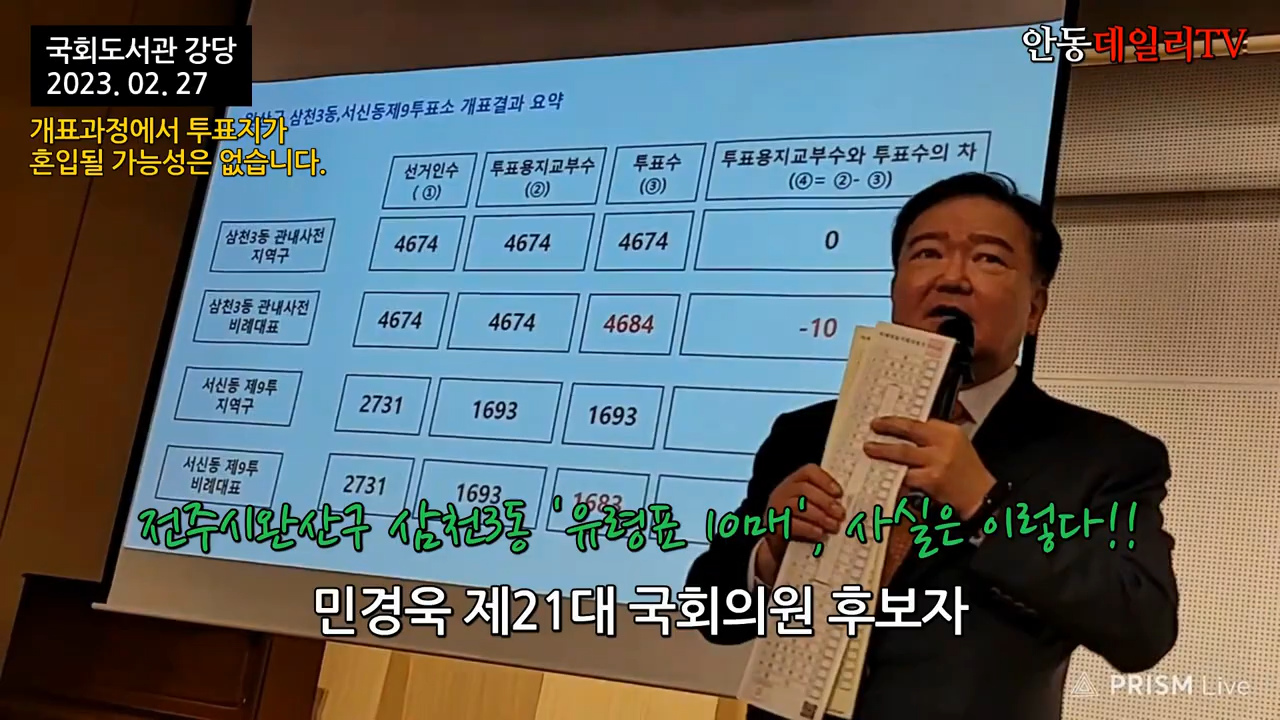 국회도서관 강당
2023. 02. 27
안동데일리TV
개표과정에서 투표지가
혼입될 가능성은 없습니다.
삼천3동,서신동제9투표소 개표결과 요약
선거인수
(①)
투표용지교부수
(②)
투표수
(③)
투표용지교부수와 투표수의 차
(④= ②- ③)
삼천3동 관내사전
지역구
4674
4674
4674
0
삼천3동 관내사전
비례대표
4674
4674
4684
-10
서신동 제9투
지역구
2731
1693
1693
서신동 제9투
비례대표
2731
1693
1683
전주시완산구 삼천3동 '유령표 10매', 사실은 이렇다!!
민경욱 제21대 국회의원 후보자
PRISM Live